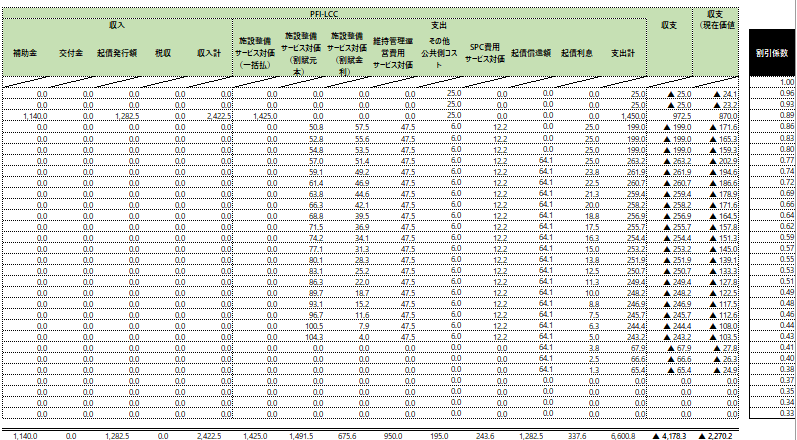 PFI-LCC
収入 支出 収支 収支（現在価値
補助金 交付金 起債発行額 税収 収入計 施設整備サービス対価（一括払） 施設整備サービス対価（割賦元本） 施設整備サービス対価（割賦金利） 維持管理運営費用サービス対価 その他公共側コスト SPC費用サービス対価 起債償還額 起債利息 支出計 割引係数
1.00
0.0 0.0 0.0 0.0 0.0 0.0 0.0 0.0 0.0 25.0 0.0 0.0 0.0 25.0 ▲ 25.0 ▲ 24.1 0.96
0.0 0.0 0.0 0.0 0.0 0.0 0.0 0.0 0.0 25.0 0.0 0.0 0.0 25.0 ▲ 25.0 ▲ 23.2 0.93
1,140.0 0.0 1,282.5 0.0 2,422.5 1,425.0 0.0 0.0 0.0 25.0 0.0 0.0 0.0 1,450.0 972.5 870.0 0.89
0.0 0.0 0.0 0.0 0.0 0.0 50.8 57.5 47.5 6.0 12.2 0.0 25.0 199.0 ▲ 199.0 ▲ 171.6 0.86
0.0 0.0 0.0 0.0 0.0 0.0 52.8 55.6 47.5 6.0 12.2 0.0 25.0 199.0 ▲ 199.0 ▲ 165.3 0.83
0.0 0.0 0.0 0.0 0.0 0.0 54.8 53.5 47.5 6.0 12.2 0.0 25.0 199.0 ▲ 199.0 ▲ 159.3 0.80
0.0 0.0 0.0 0.0 0.0 0.0 57.0 51.4 47.5 6.0 12.2 64.1 25.0 263.2 ▲ 263.2 ▲ 202.9 0.77
0.0 0.0 0.0 0.0 0.0 0.0 59.1 49.2 47.5 6.0 12.2 64.1 23.8 261.9 ▲ 261.9 ▲ 194.6 0.74
0.0 0.0 0.0 0.0 0.0 0.0 61.4 46.9 47.5 6.0 12.2 64.1 22.5 260.7 ▲ 260.7 ▲ 186.6 0.72
0.0 0.0 0.0 0.0 0.0 0.0 63.8 44.6 47.5 6.0 12.2 64.1 21.3 259.4 ▲ 259.4 ▲ 178.9 0.69
0.0 0.0 0.0 0.0 0.0 0.0 66.3 42.1 47.5 6.0 12.2 64.1 20.0 258.2 ▲ 258.2 ▲ 171.6 0.66
0.0 0.0 0.0 0.0 0.0 0.0 68.8 39.5 47.5 6.0 12.2 64.1 18.8 256.9 ▲ 256.9 ▲ 164.5 0.64
0.0 0.0 0.0 0.0 0.0 0.0 71.5 36.9 47.5 6.0 12.2 64.1 17.5 255.7 ▲ 255.7 ▲ 157.8 0.62
0.0 0.0 0.0 0.0 0.0 0.0 74.2 34.1 47.5 6.0 12.2 64.1 16.3 254.4 ▲ 254.4 ▲ 151.3 0.59
0.0 0.0 0.0 0.0 0.0 0.0 77.1 31.3 47.5 6.0 12.2 64.1 15.0 253.2 ▲ 253.2 ▲ 145.0 0.57
0.0 0.0 0.0 0.0 0.0 0.0 80.1 28.3 47.5 6.0 12.2 64.1 13.8 251.9 ▲ 251.9 ▲ 139.1 0.55
0.0 0.0 0.0 0.0 0.0 0.0 83.1 25.2 47.5 6.0 12.2 64.1 12.5 250.7 ▲ 250.7 ▲ 133.3 0.53
0.0 0.0 0.0 0.0 0.0 0.0 86.3 22.0 47.5 6.0 12.2 64.1 11.3 249.4 ▲ 249.4 ▲ 127.8 0.51
0.0 0.0 0.0 0.0 0.0 0.0 89.7 18.7 47.5 6.0 12.2 64.1 10.0 248.2 ▲ 248.2 ▲ 122.5 0.49
0.0 0.0 0.0 0.0 0.0 0.0 93.1 15.2 47.5 6.0 12.2 64.1 8.8 246.9 ▲ 246.9 ▲ 117.5 0.48
0.0 0.0 0.0 0.0 0.0 0.0 96.7 11.6 47.5 6.0 12.2 64.1 7.5 245.7 ▲ 245.7 ▲ 112.6 0.46
0.0 0.0 0.0 0.0 0.0 0.0 100.5 7.9 47.5 6.0 12.2 64.1 6.3 244.4 ▲ 244.4 ▲ 108.0 0.44
0.0 0.0 0.0 0.0 0.0 0.0 104.3 4.0 47.5 6.0 12.2 64.1 5.0 243.2 ▲ 243.2 ▲ 103.5 0.43
0.0 0.0 0.0 0.0 0.0 0.0 0.0 0.0 0.0 0.0 0.0 64.1 3.8 67.9 ▲ 67.9 ▲ 27.8 0.41
0.0 0.0 0.0 0.0 0.0 0.0 0.0 0.0 0.0 0.0 0.0 64.1 2.5 66.6 ▲ 66.6 ▲ 26.3 0.40
0.0 0.0 0.0 0.0 0.0 0.0 0.0 0.0 0.0 0.0 0.0 64.1 1.3 65.4 ▲ 65.4 ▲ 24.9 0.38
0.0 0.0 0.0 0.0 0.0 0.0 0.0 0.0 0.0 0.0 0.0 0.0 0.0 0.0 0.0 0.0 0.37
0.0 0.0 0.0 0.0 0.0 0.0 0.0 0.0 0.0 0.0 0.0 0.0 0.0 0.0 0.0 0.0 0.35
0.0 0.0 0.0 0.0 0.0 0.0 0.0 0.0 0.0 0.0 0.0 0.0 0.0 0.0 0.0 0.0 0.34
0.0 0.0 0.0 0.0 0.0 0.0 0.0 0.0 0.0 0.0 0.0 0.0 0.0 0.0 0.0 0.0 0.33
1,140.0 0.0 1,282.5 0.0 2,422.5 1,425.0 1,491.5 675.6 950.0 195.0 243.6 1,282.5 337.6 6,600.8 ▲ 4,178.3 ▲ 2,270.2